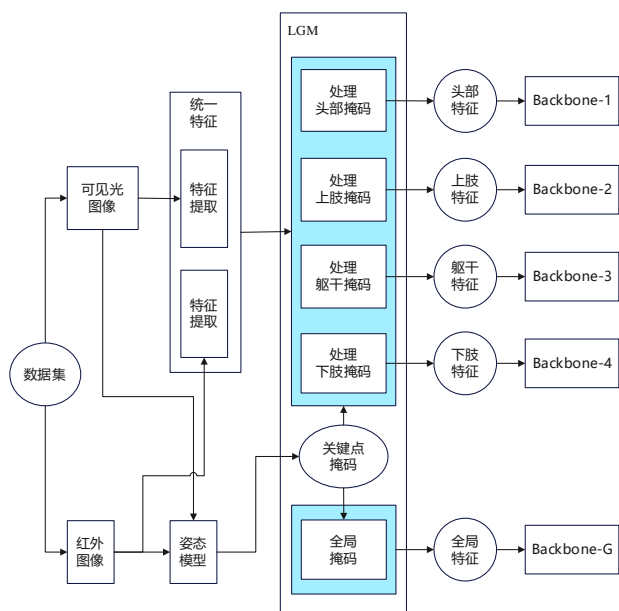 LGM
统一
特征
处理
头部掩码
头部
特征
Backbone-1
可见光
图像
特征
提取
处理
上肢掩码
上肢
特征
Backbone-2
特征
提取
处理
躯干掩码
躯干
特征
Backbone-3
数据集
处理
下肢掩码
下肢
特征
Backbone-4
关键点
掩码
红外
图像
姿态
模型
全局
掩码
全局
特征
Backbone-G